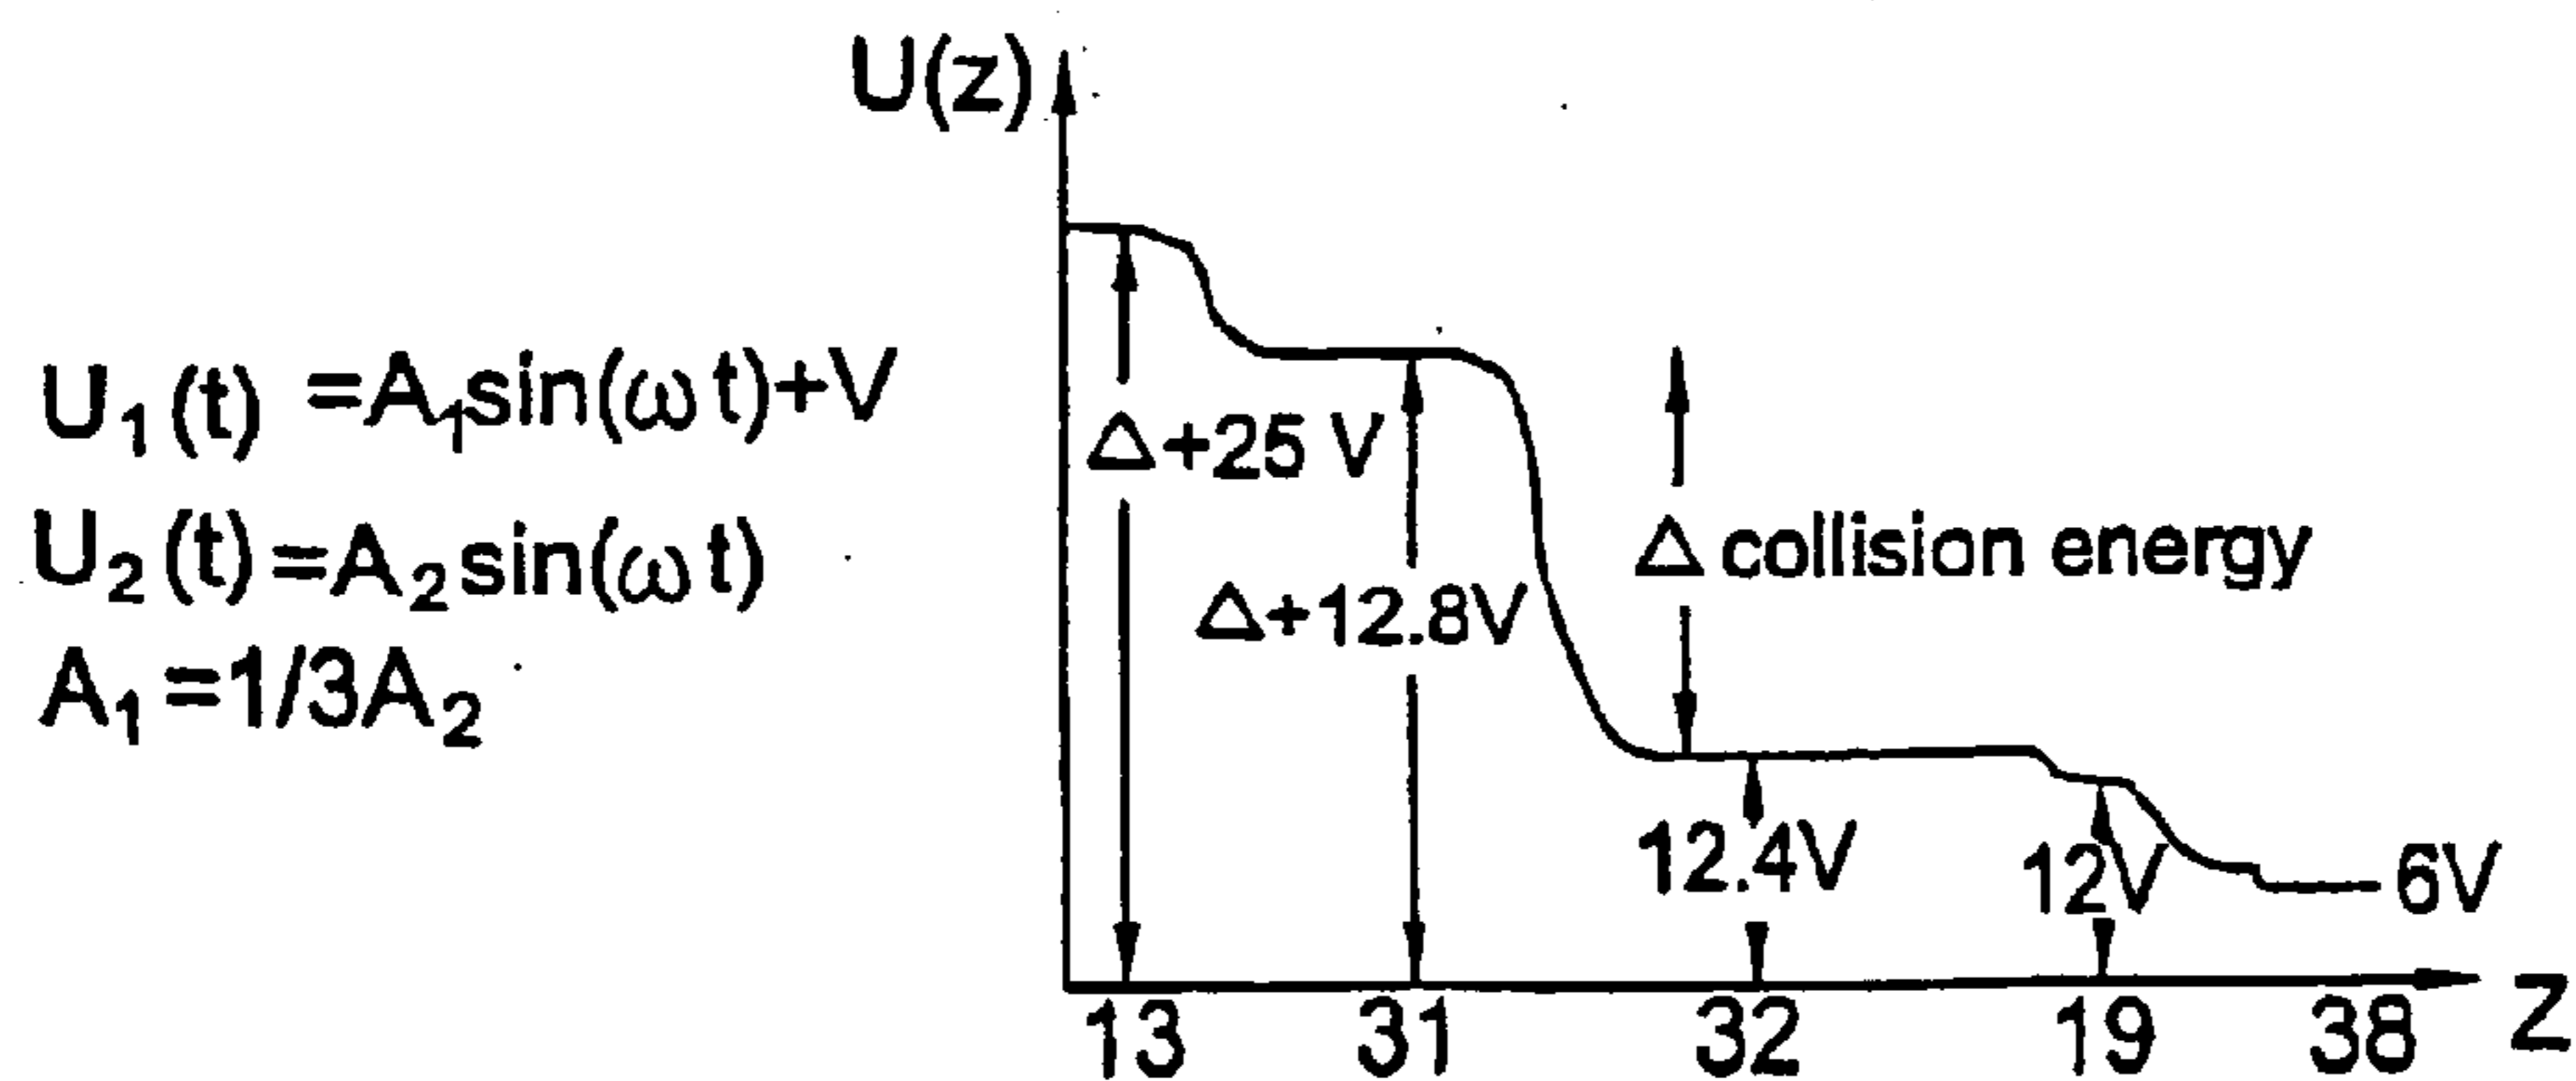 U(z)
U₁(t) =A₁sin(ωt)+V
U₂(t)=A₂sin(ωt)
A₁=1/3A₂
Δ+25 V
Δ+12.8V
Δ collision energy
12.4V
12V
6V
13 31 32 19 38 Z